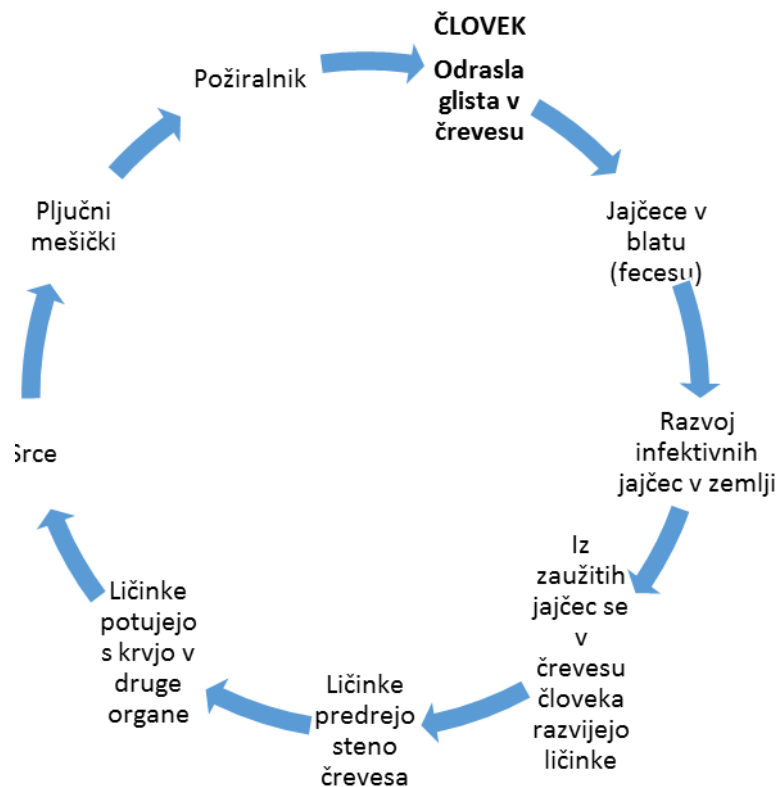 ČLOVEK
Odrasla
glista v
črevesu
Jajčece v
blatu
(fecesu)
Razvoj
infektivnih
jajčec v zemlji
Iz
zaužitih
jajčec se
v
črevesu
človeka
razvijejo
ličinke
Ličinke
predrejo
steno
črevesa
Ličinke
potujejo
s krvjo v
druge
organe
Srce
Pljučni
mešički
Požiralnik